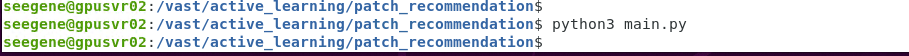 seegene@gpusvr02:/vast/active_learning/patch_recommendation$
seegene@gpusvr02:/vast/active_learning/patch_recommendation$ python3 main.py
seegene@gpusvr02:/vast/active_learning/patch_recommendation$